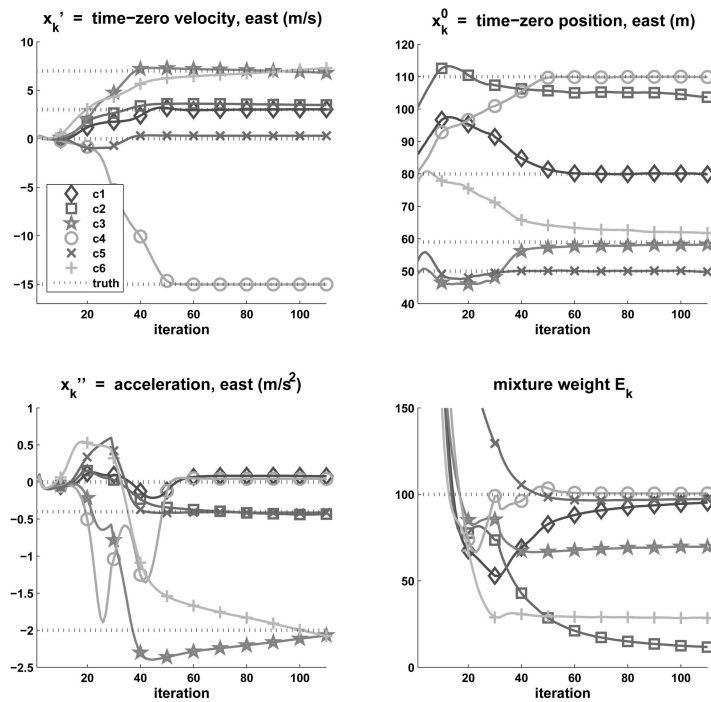 x_k' = time−zero velocity, east (m/s)
10
5
0
−5
−10
−15
c1
c2
c3
c4
c5
c6
truth
20 40 60 80 100
iteration
x_k^0 = time−zero position, east (m)
120
110
100
90
80
70
60
50
40
20 40 60 80 100
iteration
x_k'' = acceleration, east (m/s^2)
1
0.5
0
−0.5
−1
−1.5
−2
−2.5
20 40 60 80 100
iteration
mixture weight E_k
150
100
50
0
20 40 60 80 100
iteration